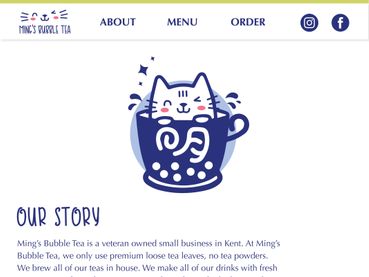 MING'S BUBBLE TEA
ABOUT MENU ORDER
明
OUR STORY
Ming's Bubble Tea is a veteran owned small business in Kent. At Ming's
Bubble Tea, we only use premium loose tea leaves, no tea powders.
We brew all of our teas in house. We make all of our drinks with fresh